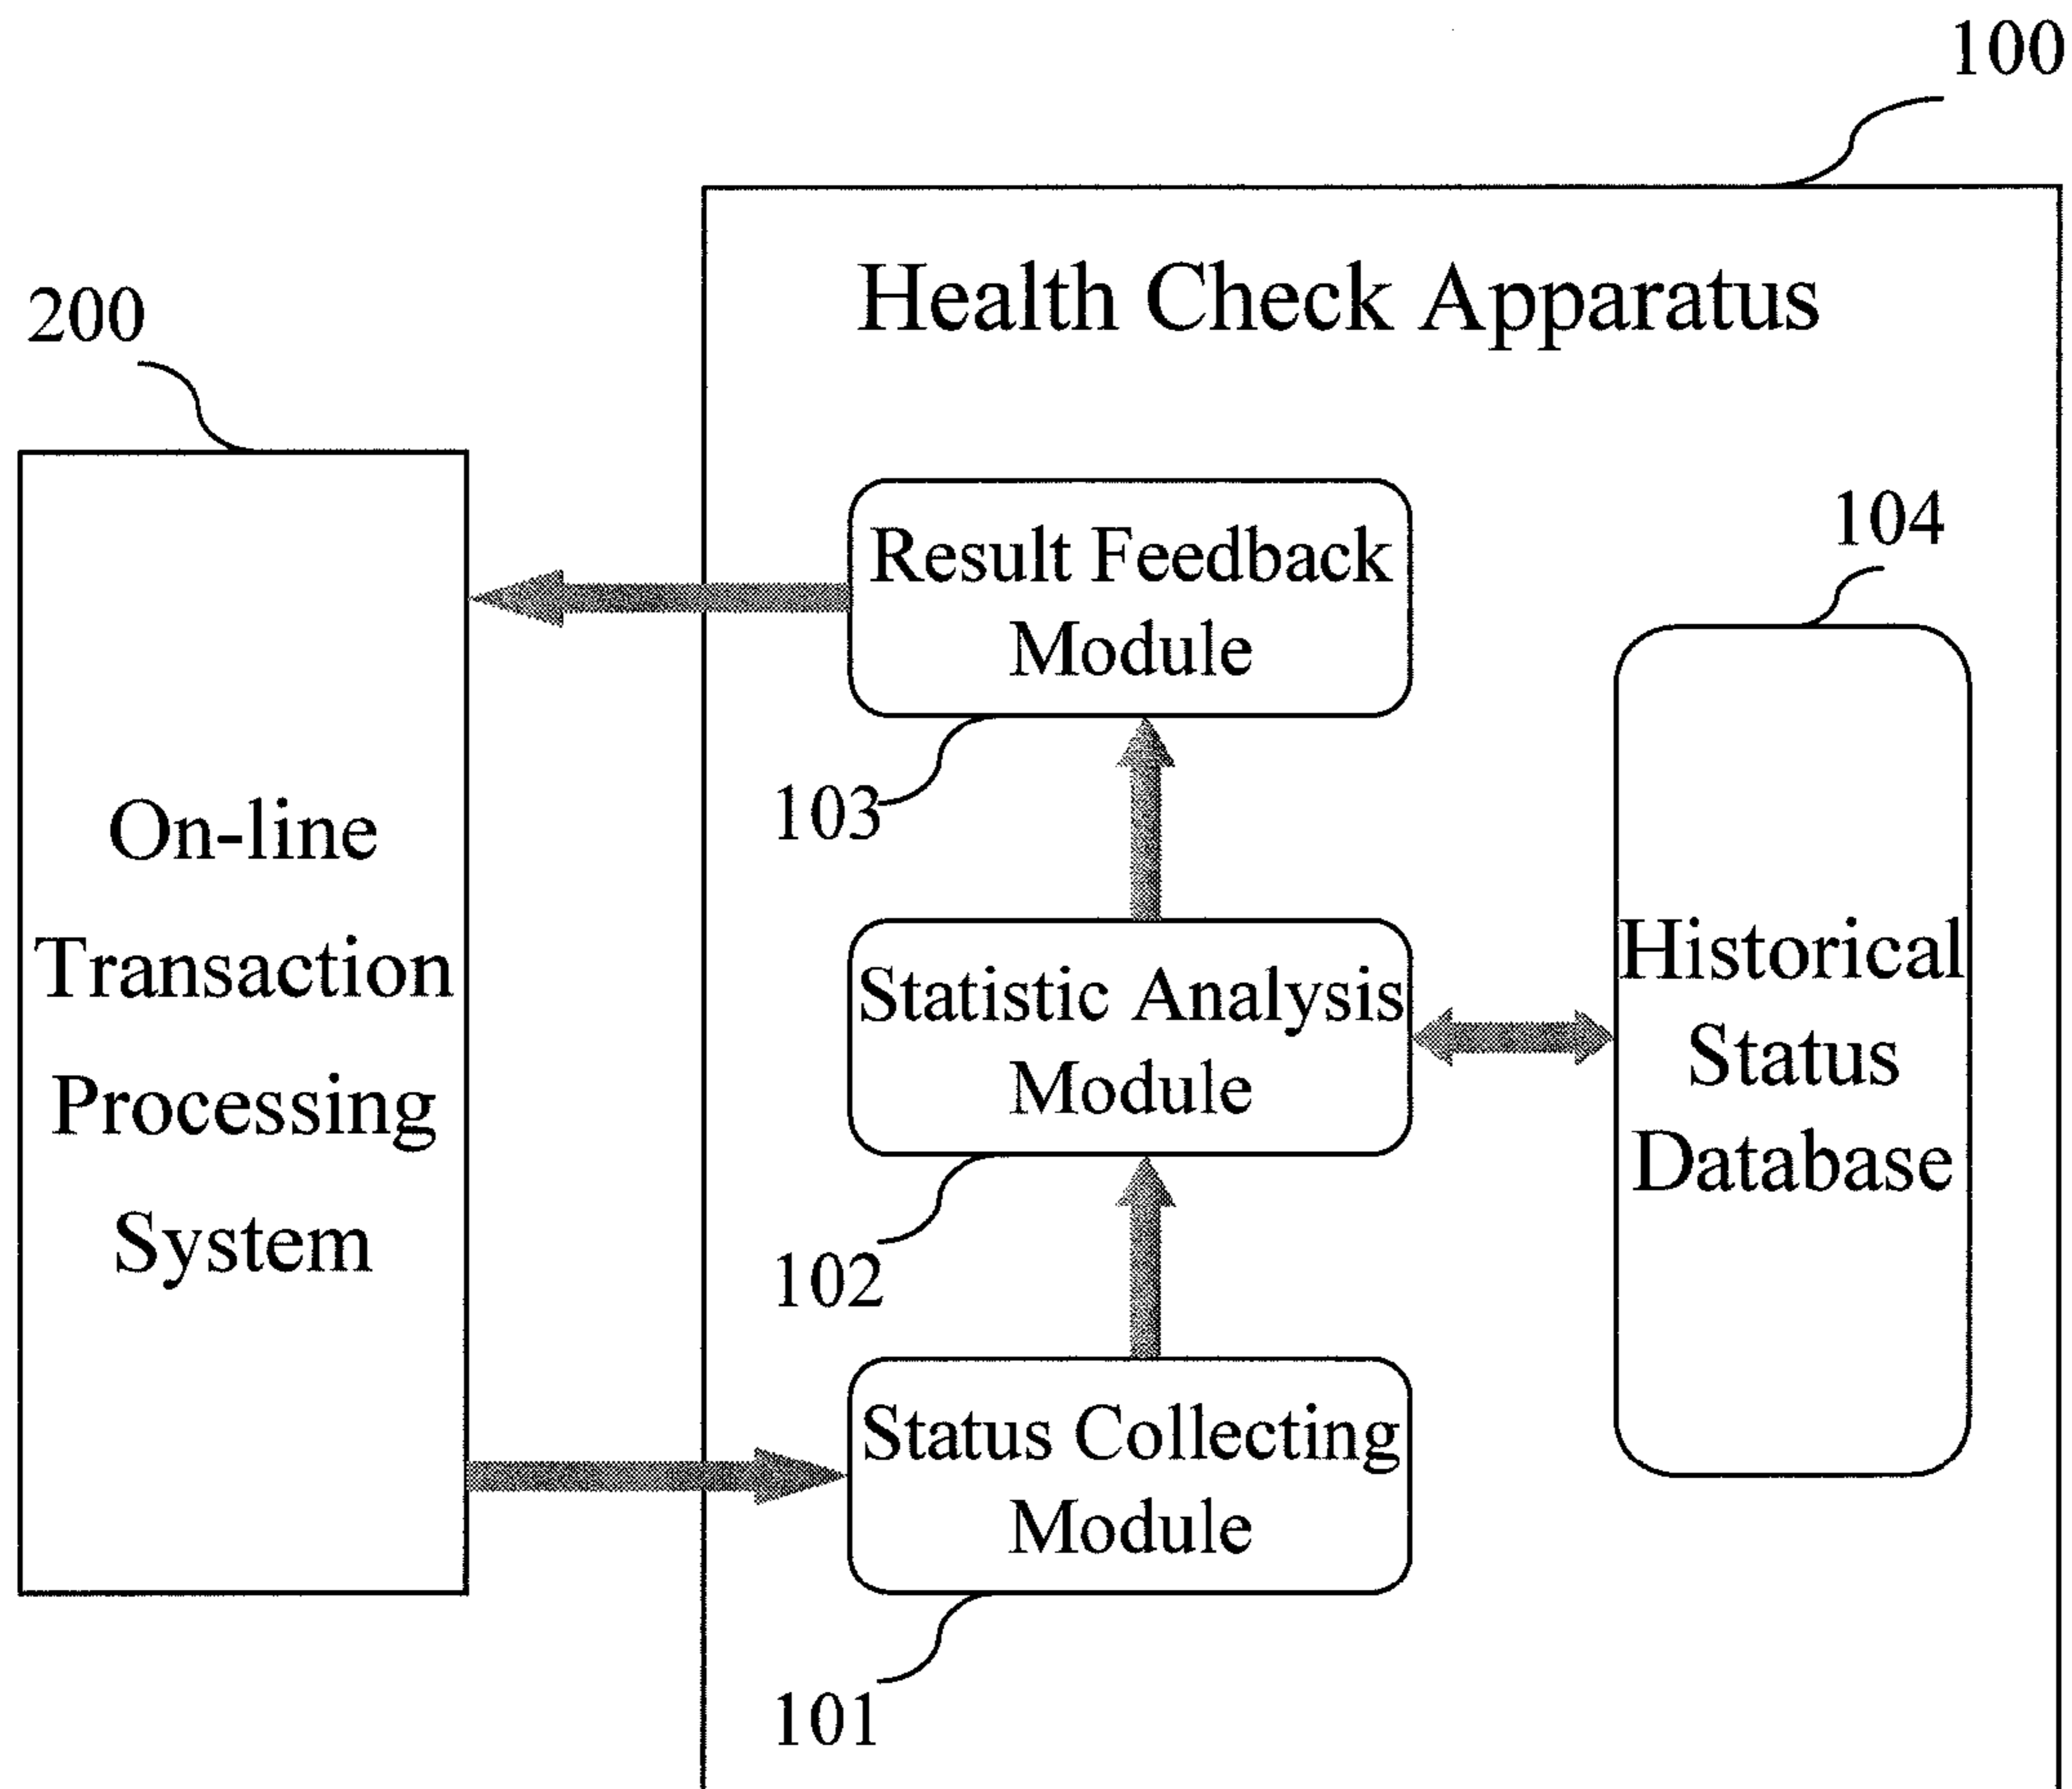 100
Health Check Apparatus
200
On-line
Transaction
Processing
System
Result Feedback
Module
103
104
Historical
Status
Database
Statistic Analysis
Module
102
Status Collecting
Module
101